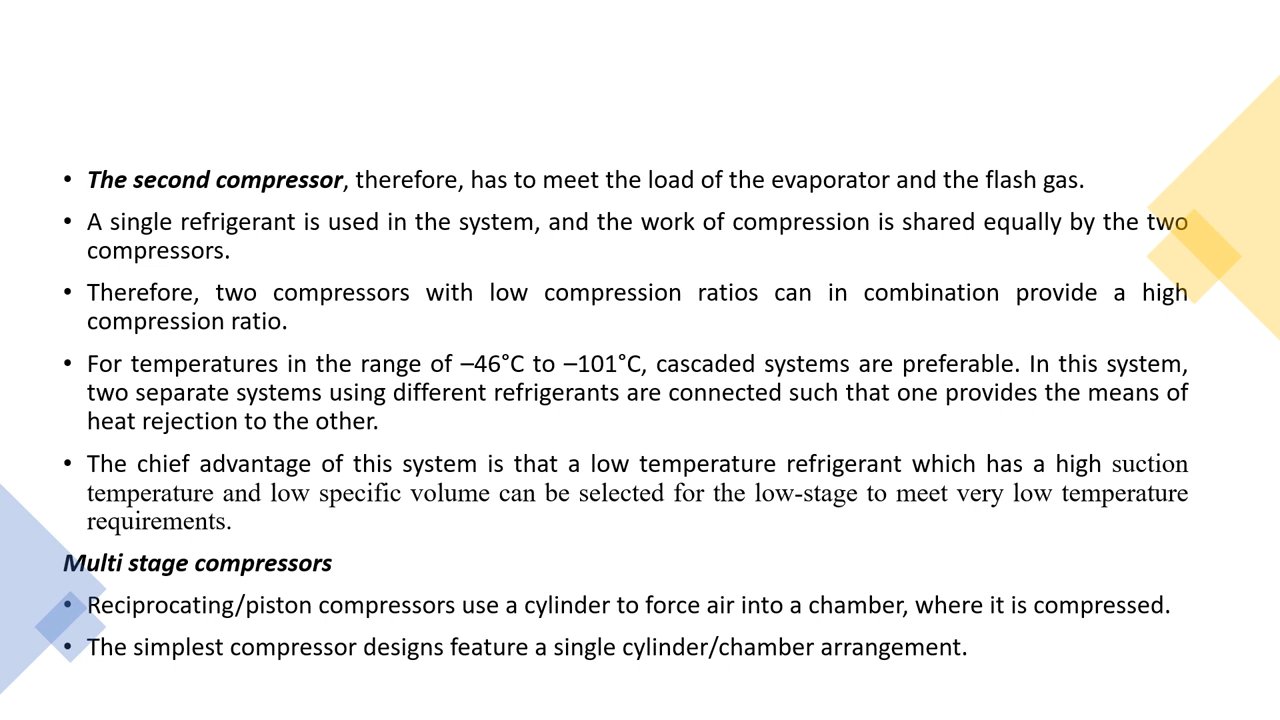 • The second compressor, therefore, has to meet the load of the evaporator and the flash gas.
• A single refrigerant is used in the system, and the work of compression is shared equally by the two
compressors.
• Therefore, two compressors with low compression ratios can in combination provide a high
compression ratio.
• For temperatures in the range of –46°C to –101°C, cascaded systems are preferable. In this system,
two separate systems using different refrigerants are connected such that one provides the means of
heat rejection to the other.
• The chief advantage of this system is that a low temperature refrigerant which has a high suction
temperature and low specific volume can be selected for the low-stage to meet very low temperature
requirements.
Multi stage compressors
• Reciprocating/piston compressors use a cylinder to force air into a chamber, where it is compressed.
• The simplest compressor designs feature a single cylinder/chamber arrangement.